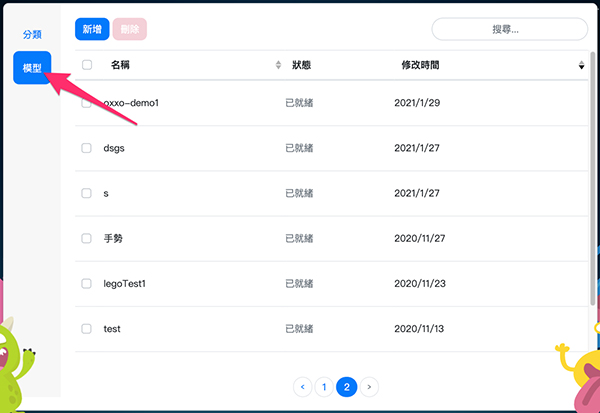 分類
模型
新增 刪除 搜尋...
名稱 狀態 修改時間
oxxo-demo1 已就緒 2021/1/29
dsgs 已就緒 2021/1/27
s 已就緒 2021/1/27
手勢 已就緒 2020/11/27
legoTest1 已就緒 2020/11/23
test 已就緒 2020/11/13
< 1 2 >